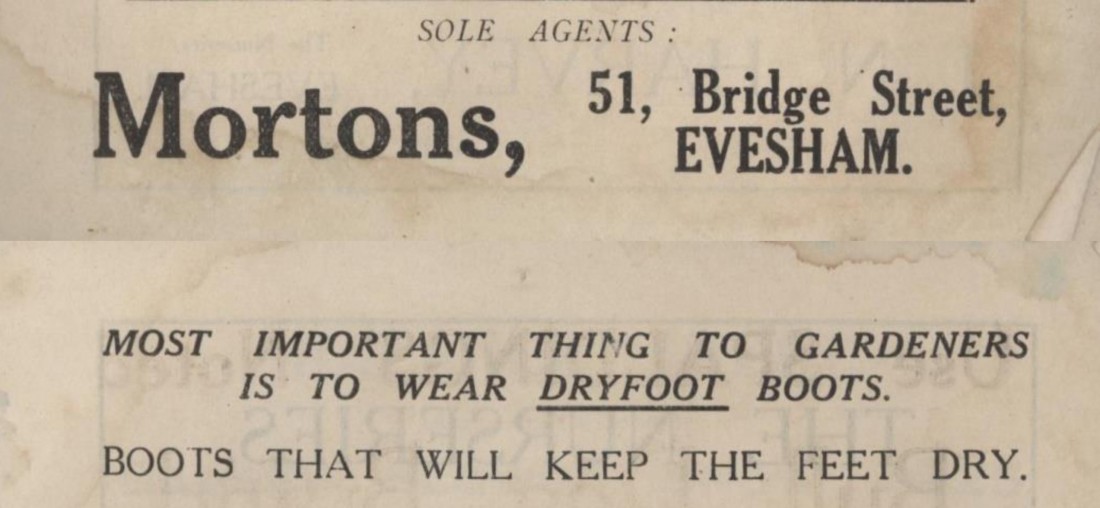 SOLE AGENTS :
Mortons, 51, Bridge Street,
EVESHAM.
MOST IMPORTANT THING TO GARDENERS
IS TO WEAR DRYFOOT BOOTS.
BOOTS THAT WILL KEEP THE FEET DRY.